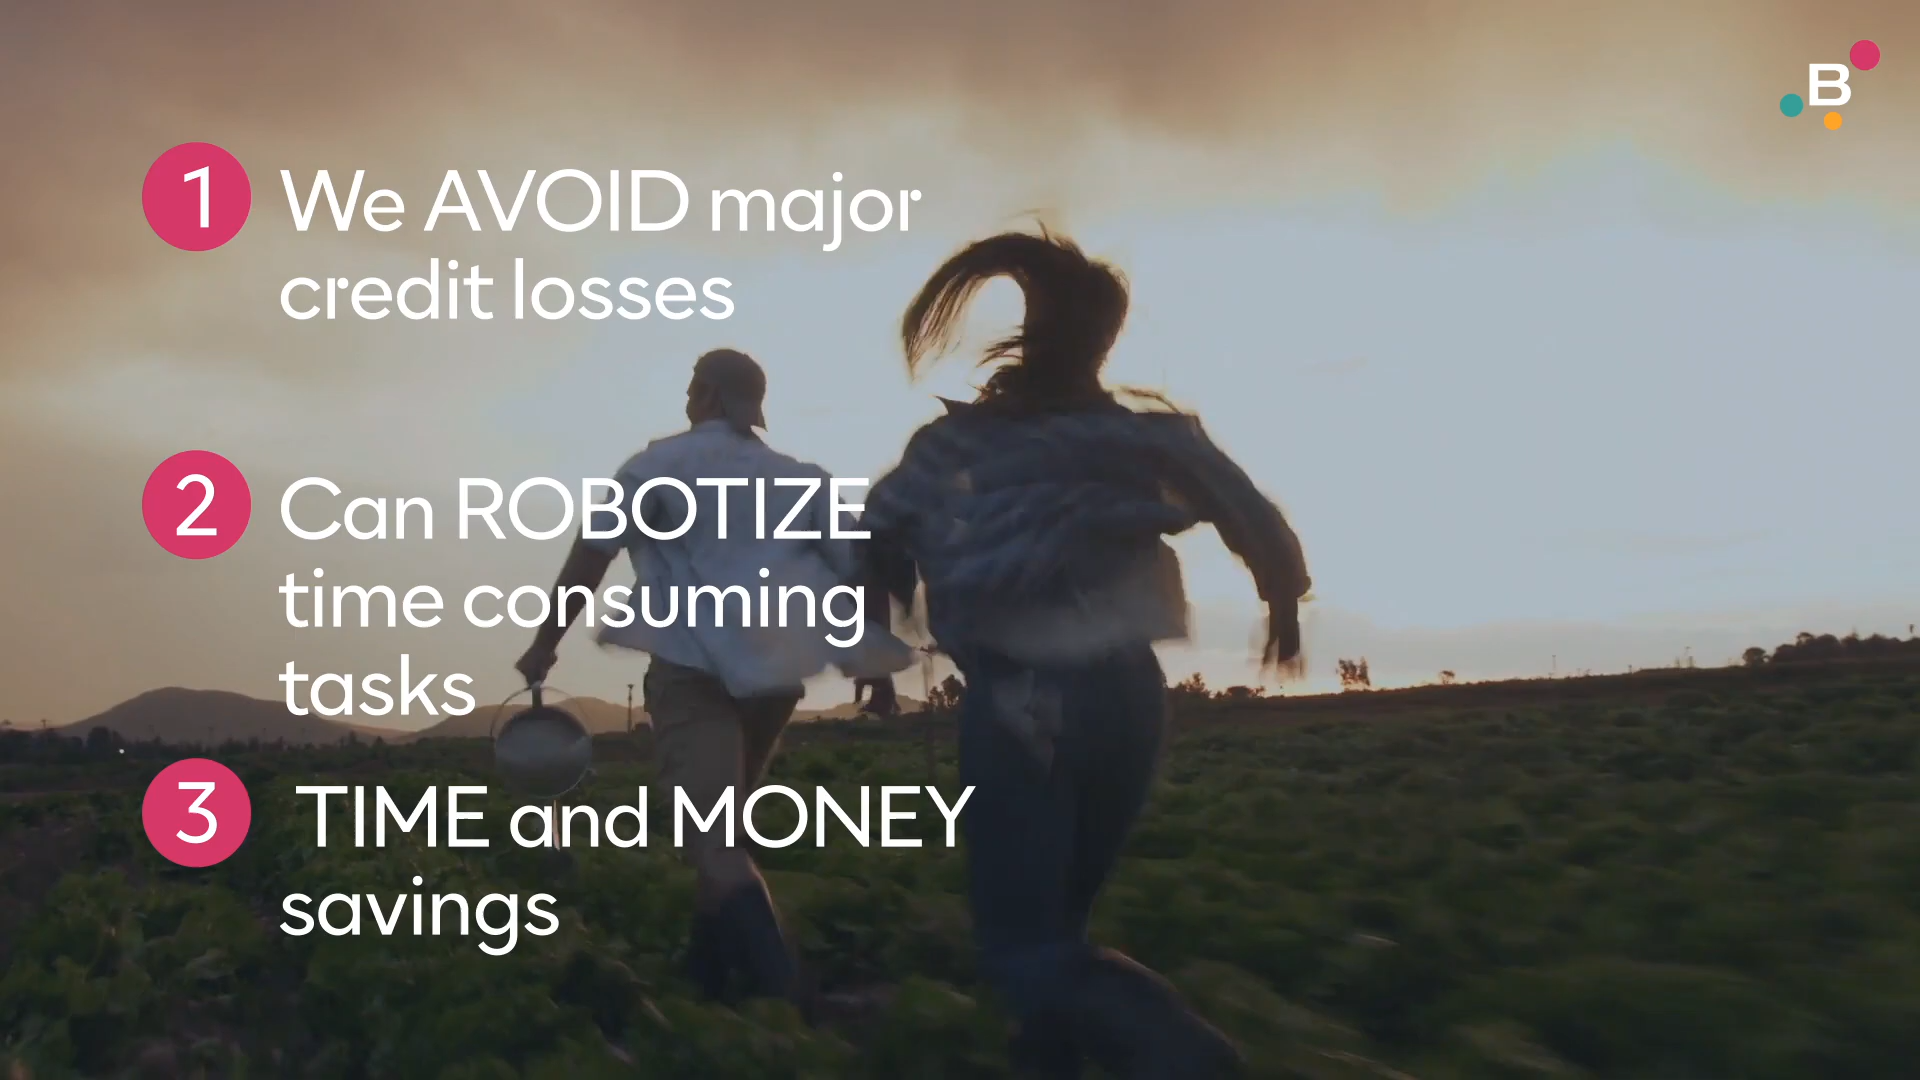 B
1 We AVOID major
credit losses
2 Can ROBOTIZE
time consuming
tasks
3 TIME and MONEY
savings